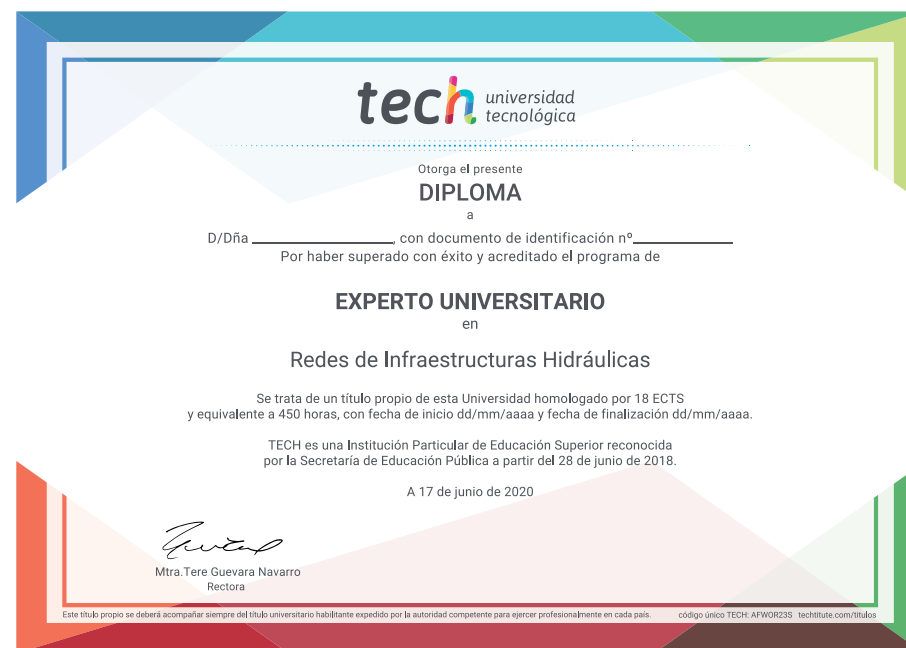 tech universidad
tecnológica
Otorga el presente
DIPLOMA
a
D/Dña ____________________, con documento de identificación nº______________
Por haber superado con éxito y acreditado el programa de
EXPERTO UNIVERSITARIO
en
Redes de Infraestructuras Hidráulicas
Se trata de un título propio de esta Universidad homologado por 18 ECTS
y equivalente a 450 horas, con fecha de inicio dd/mm/aaaa y fecha de finalización dd/mm/aaaa.
TECH es una Institución Particular de Educación Superior reconocida
por la Secretaría de Educación Pública a partir del 28 de junio de 2018.
A 17 de junio de 2020
Mtra.Tere Guevara Navarro
Rectora
Este título propio se deberá acompañar siempre del título universitario habilitante expedido por la autoridad competente para ejercer profesionalmente en cada país. código único TECH: AFWOR23S techtitute.com/títulos